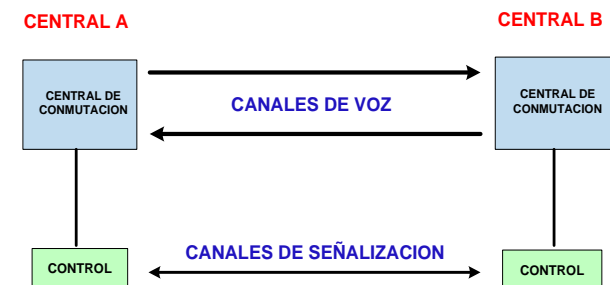 CENTRAL A
CENTRAL B
CENTRAL DE
CONMUTACION
CANALES DE VOZ
CENTRAL DE
CONMUTACION
CANALES DE SEÑALIZACION
CONTROL
CONTROL